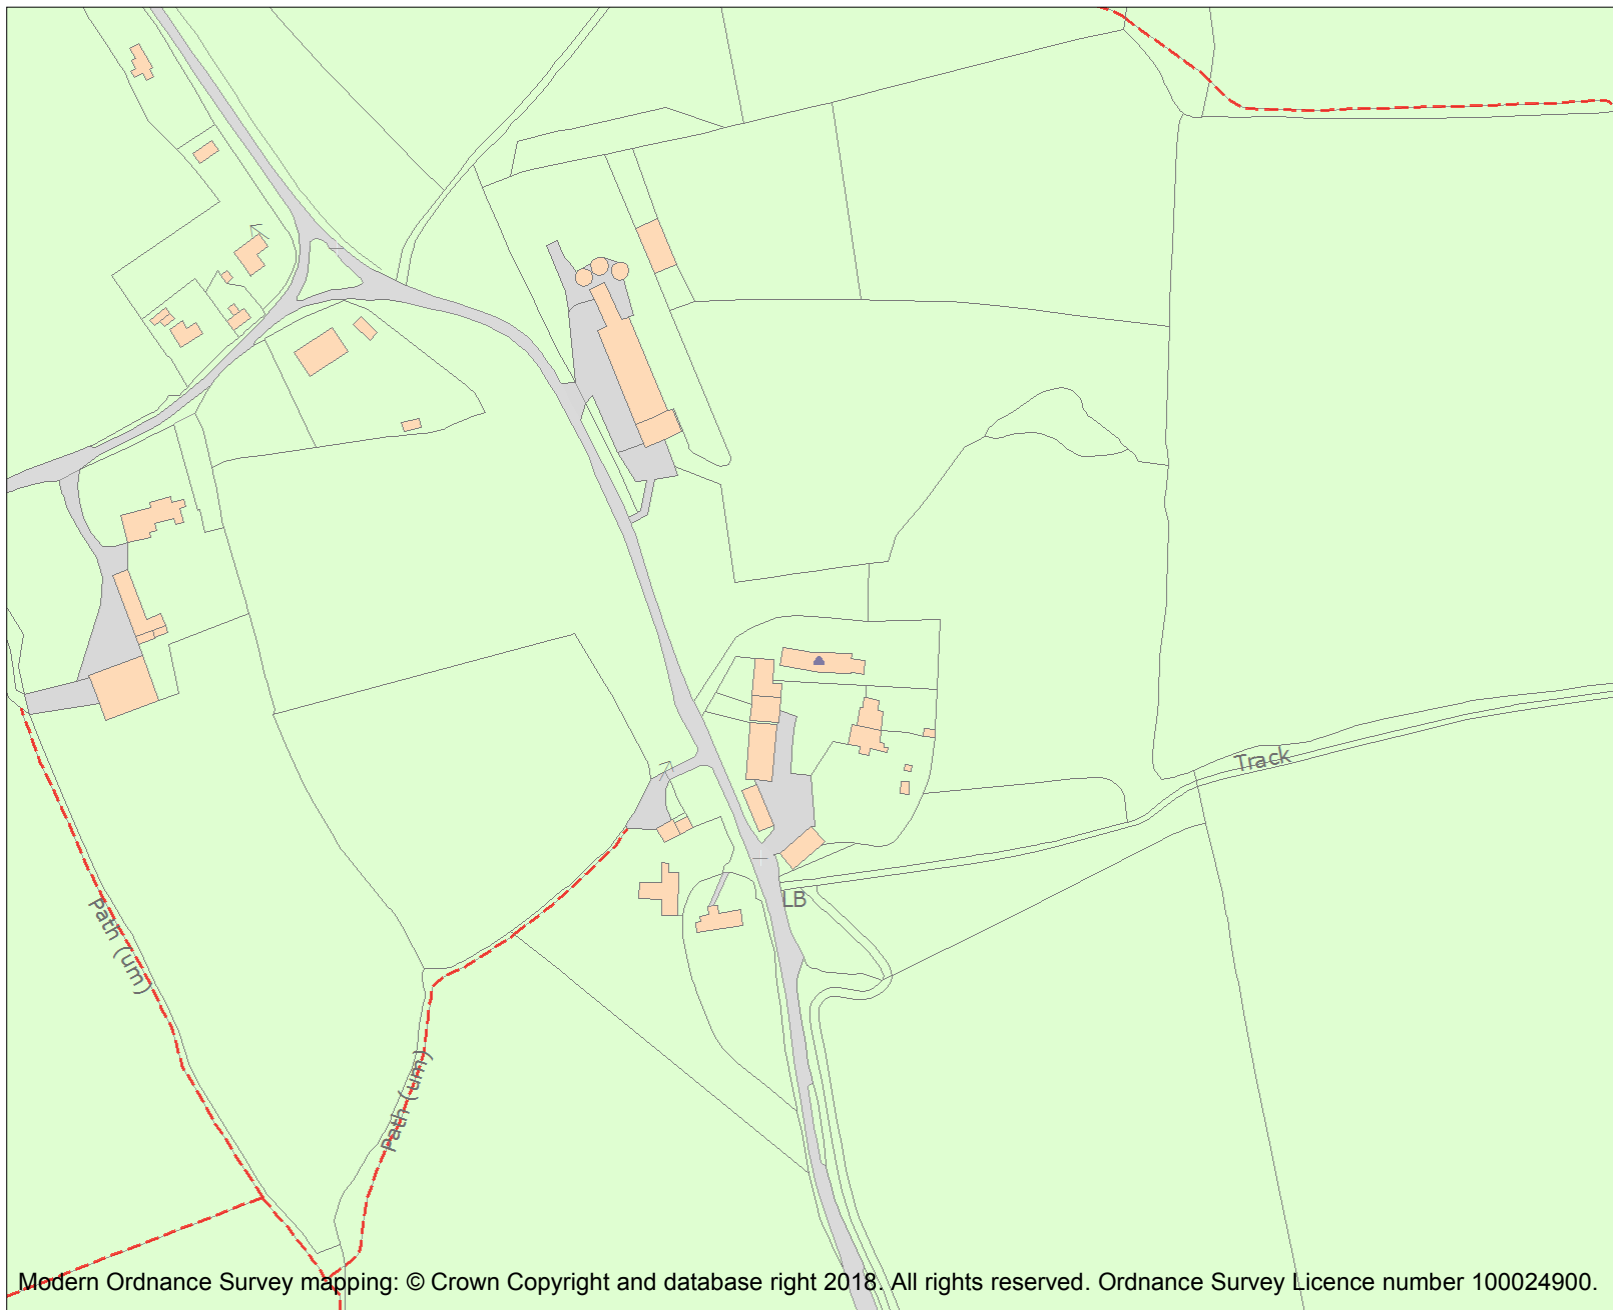 Track
LB
Path (um)
Path (um)
Modern Ordnance Survey mapping: © Crown Copyright and database right 2018. All rights reserved. Ordnance Survey Licence number 100024900.